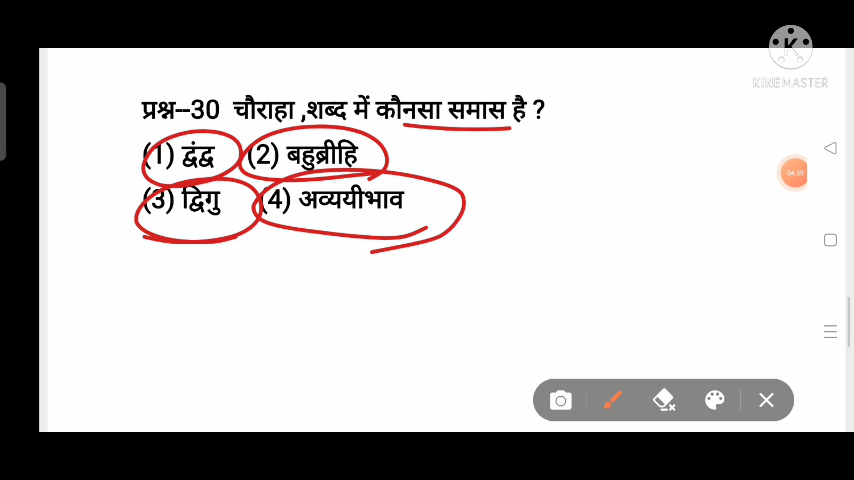 KINEMASTER
प्रश्न--30 चौराहा ,शब्द में कौनसा समास है ?
(1) द्वंद्व (2) बहुब्रीहि
(3) द्विगु (4) अव्ययीभाव
04:59